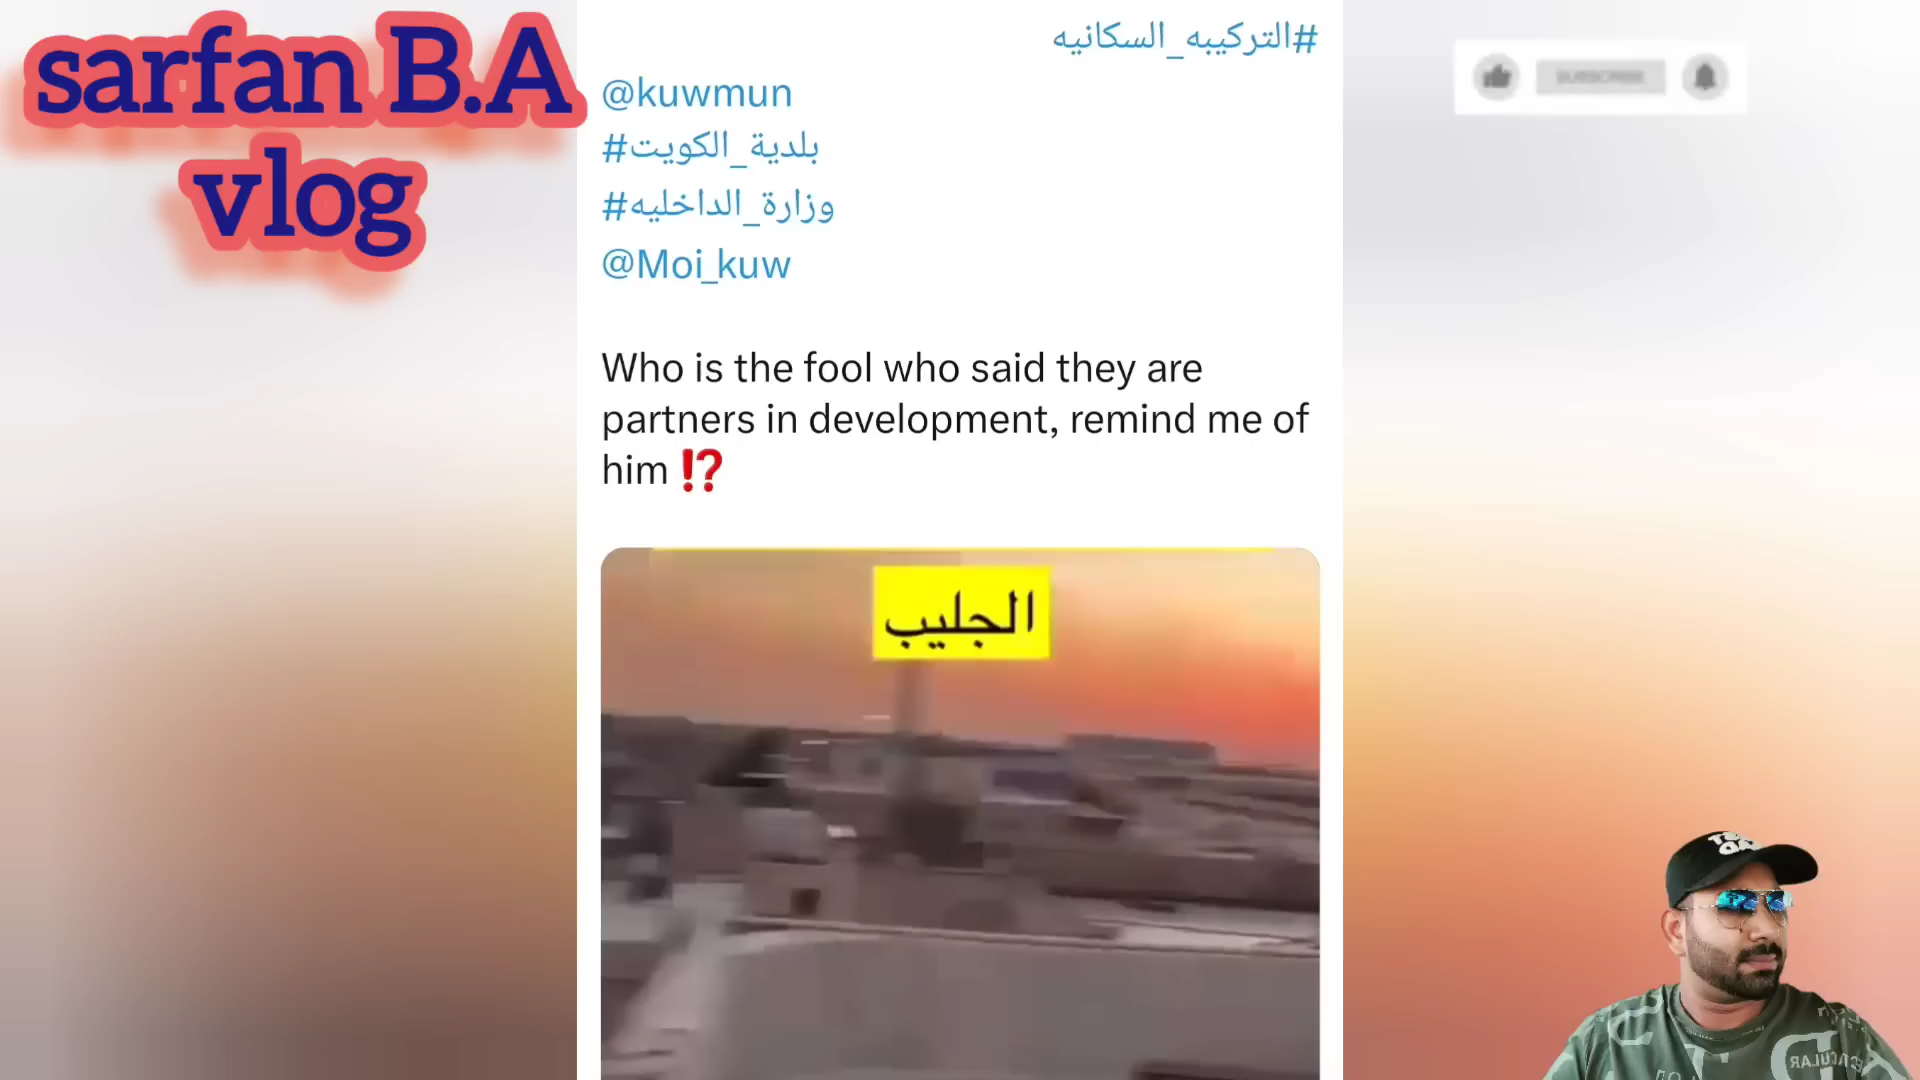 sarfan B.A
vlog
#التركيبه_السكانيه
@kuwmun
#بلدية_الكويت
#وزارة_الداخليه
@Moi_kuw
Who is the fool who said they are
partners in development, remind me of
him ⁉️
الجليب
SUBSCRIBE